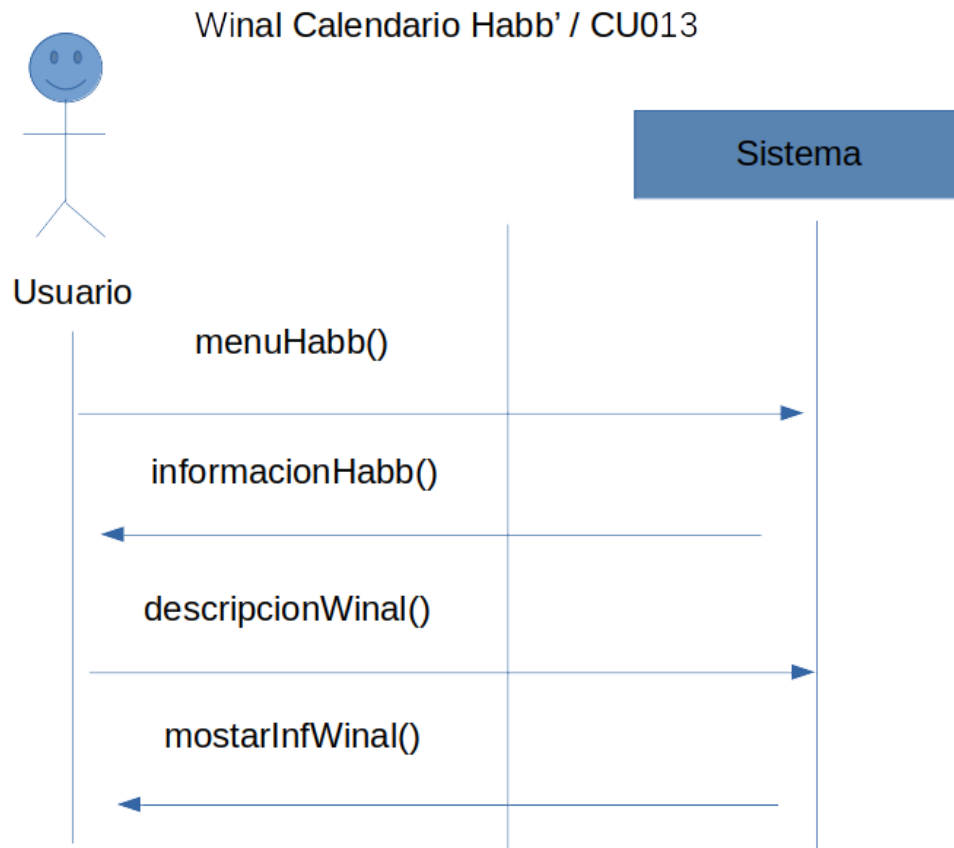 Winal Calendario Habb’ / CU013
Sistema
Usuario
menuHabb()
informacionHabb()
descripcionWinal()
mostarInfWinal()